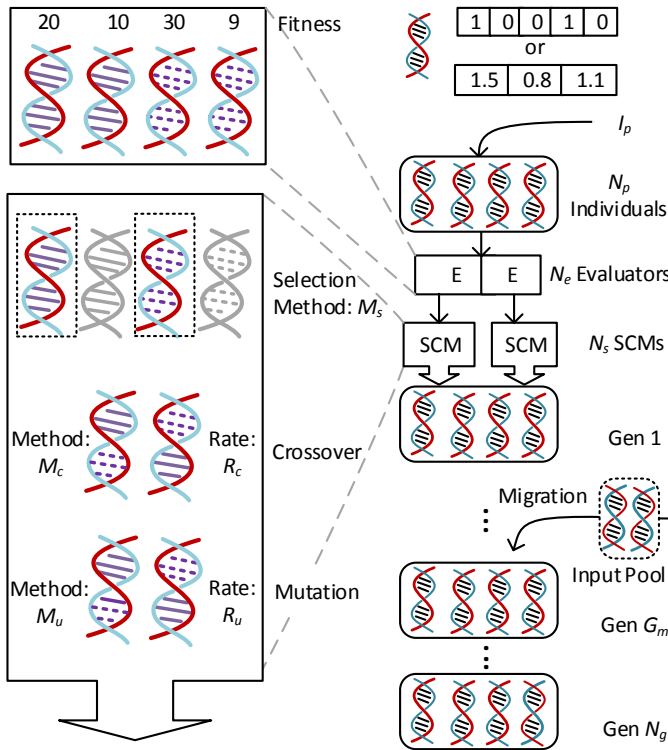 20 10 30 9 Fitness
1 0 0 1 0
or
1.5 0.8 1.1
I_p
N_p
Individuals
E E N_e Evaluators
Selection
Method: M_s
SCM SCM N_s SCMs
Method:
M_c
Rate:
R_c
Crossover
Gen 1
Migration
⋮
Input Pool
Method:
M_u
Rate:
R_u
Mutation
Gen G_m
⋮
Gen N_g